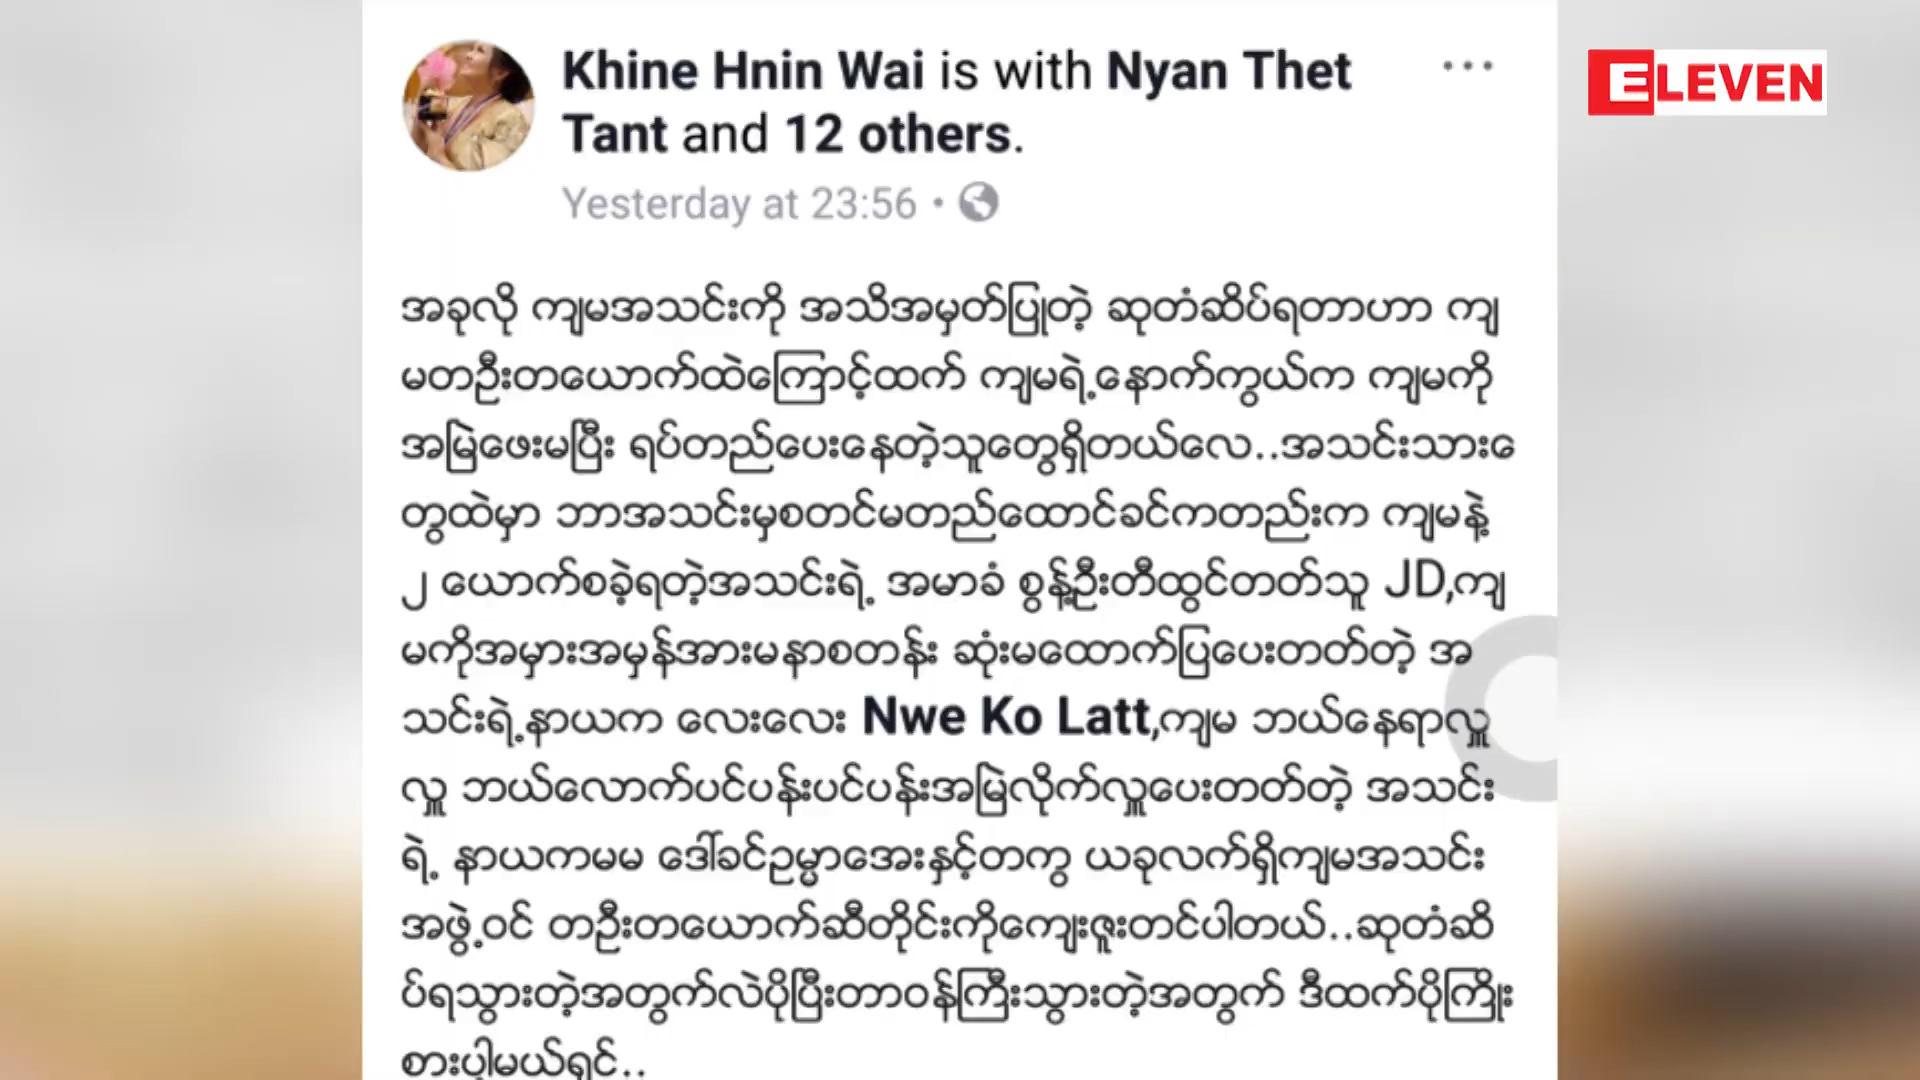 Khine Hnin Wai is with Nyan Thet
Tant and 12 others.
Yesterday at 23:56
ELEVEN
အခုလို ကျမအသင်းကို အသိအမှတ်ပြုတဲ့ ဆုတံဆိပ်ရတာဟာ ကျ
မတဦးတယောက်ထဲကြောင့်ထက် ကျမရဲ့နောက်ကွယ်က ကျမကို
အမြဲဖေးမပြီး ရပ်တည်ပေးနေတဲ့သူတွေရှိတယ်လေ..အသင်းသားေ
တွထဲမှာ ဘာအသင်းမှစတင်မတည်ထောင်ခင်ကတည်းက ကျမနဲ့
၂ ယောက်စခဲ့ရတဲ့အသင်းရဲ့ အမာခံ စွန့်ဦးတီထွင်တတ်သူ JD,ကျ
မကိုအမှားအမှန်အားမနာစတန်း ဆုံးမထောက်ပြပေးတတ်တဲ့ အ
သင်းရဲ့နာယက လေးလေး Nwe Ko Latt,ကျမ ဘယ်နေရာလှူ
လှူ ဘယ်လောက်ပင်ပန်းပင်ပန်းအမြဲလိုက်လှူပေးတတ်တဲ့ အသင်း
ရဲ့ နာယကမမ ဒေါ်ခင်ဥမ္မာအေးနှင့်တကွ ယခုလက်ရှိကျမအသင်း
အဖွဲ့ဝင် တဦးတယောက်ဆီတိုင်းကိုကျေးဇူးတင်ပါတယ်..ဆုတံဆိ
ပ်ရသွားတဲ့အတွက်လဲပိုပြီးတာဝန်ကြီးသွားတဲ့အတွက် ဒီထက်ပိုကြိုး
စားပါ့မယ်ရှင်..